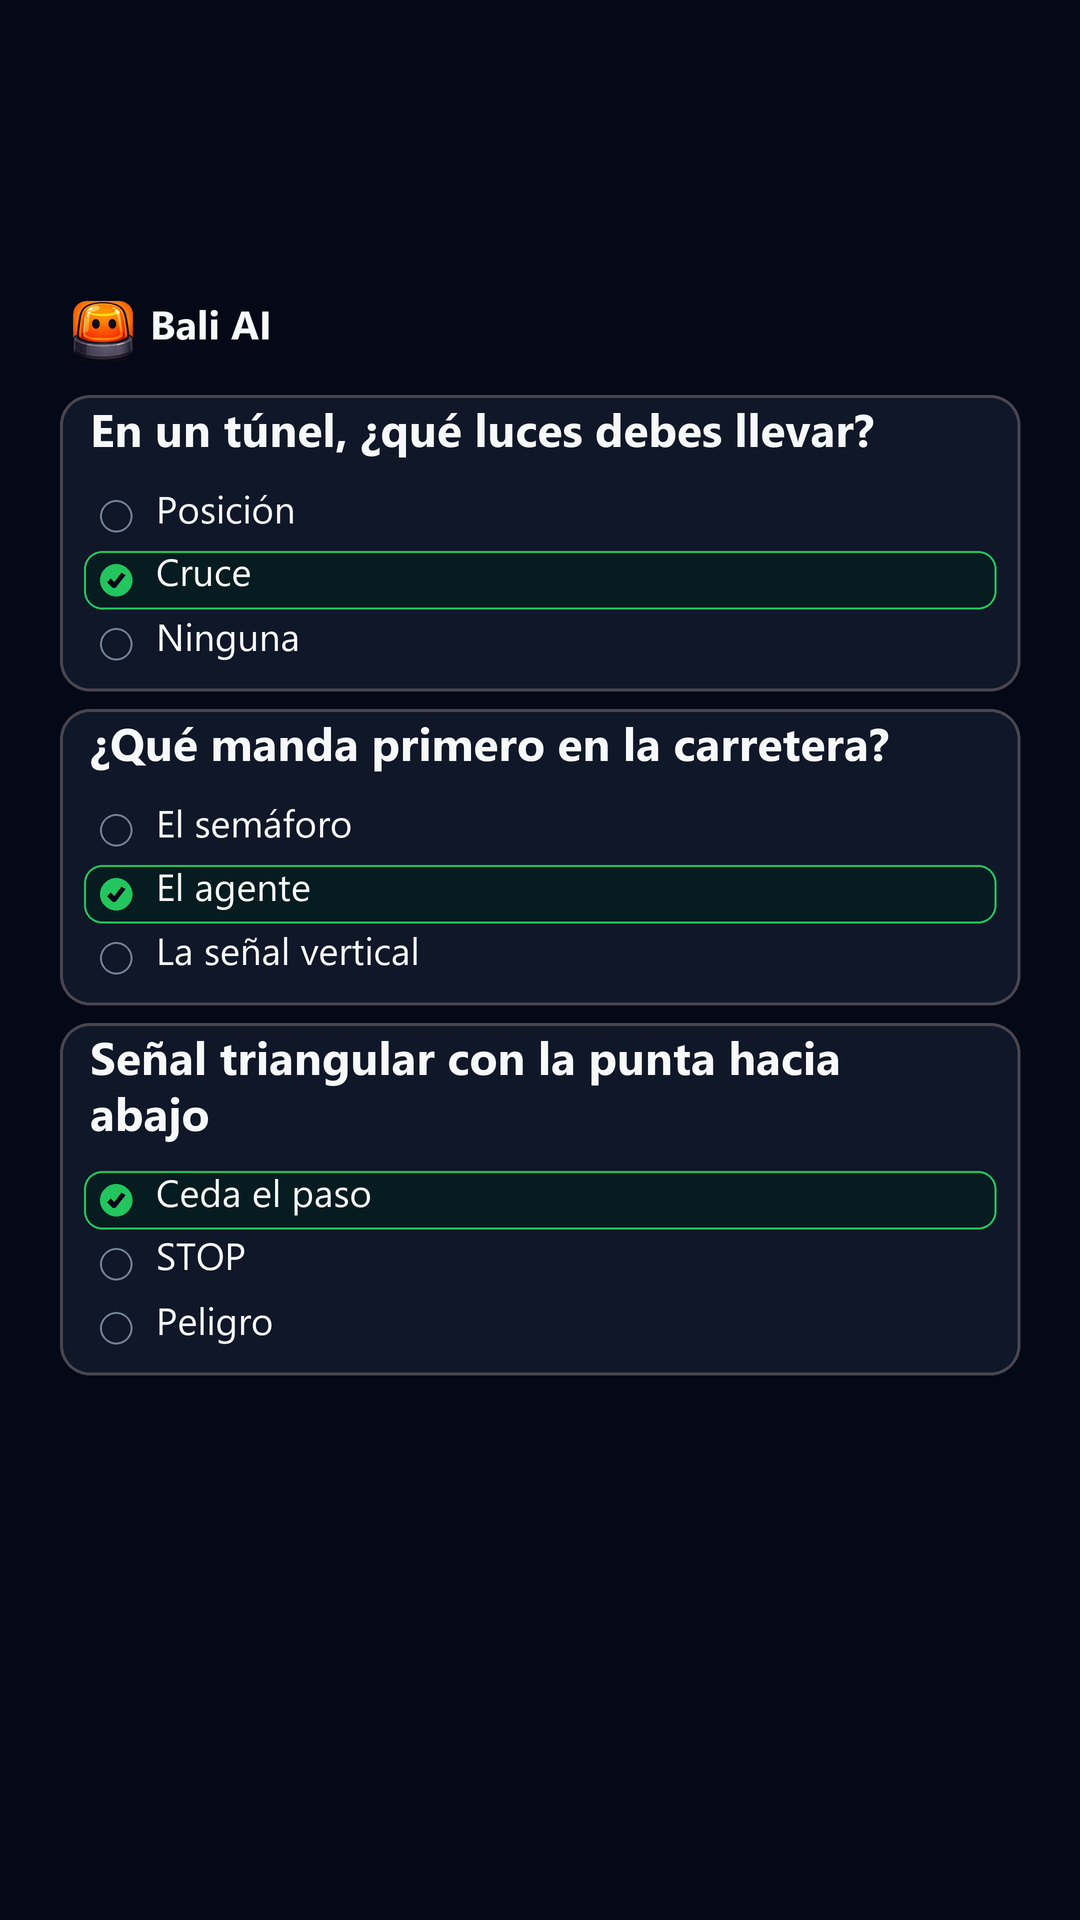 Bali AI
En un túnel, ¿qué luces debes llevar?
Posición
Cruce
Ninguna
¿Qué manda primero en la carretera?
El semáforo
El agente
La señal vertical
Señal triangular con la punta hacia
abajo
Ceda el paso
STOP
Peligro